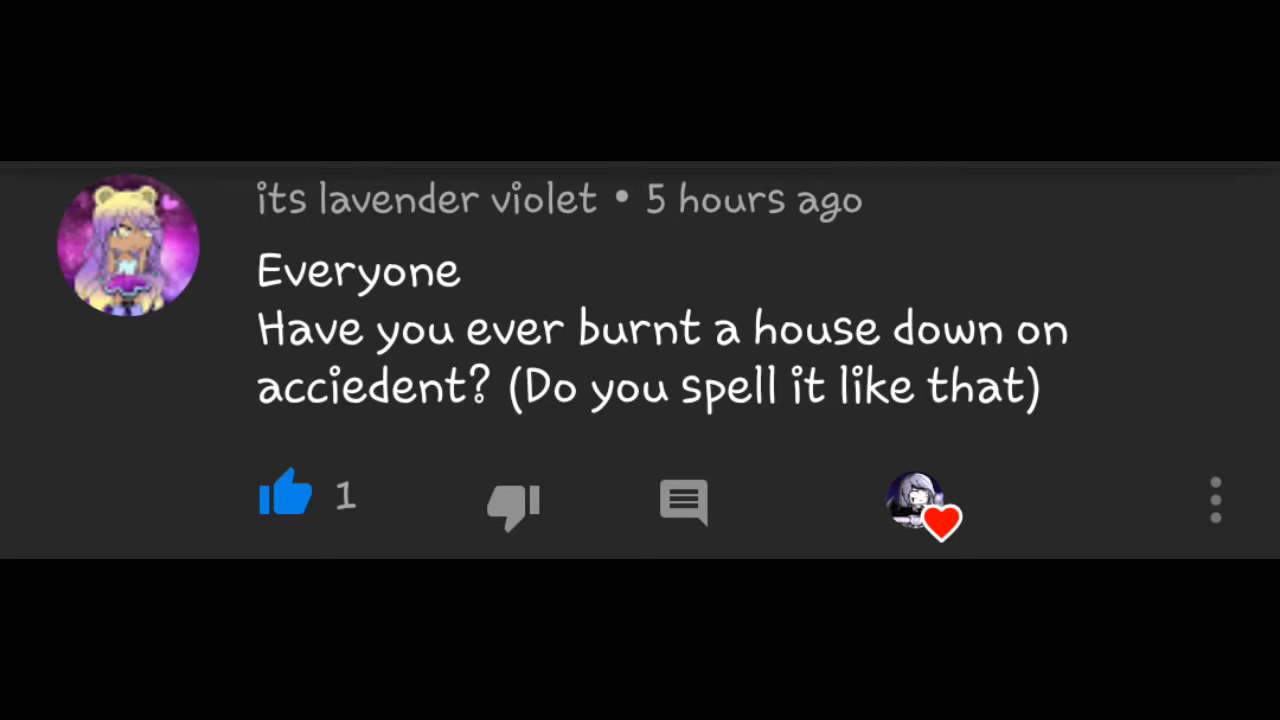 its lavender violet • 5 hours ago
Everyone
Have you ever burnt a house down on
acciedent? (Do you spell it like that)
1